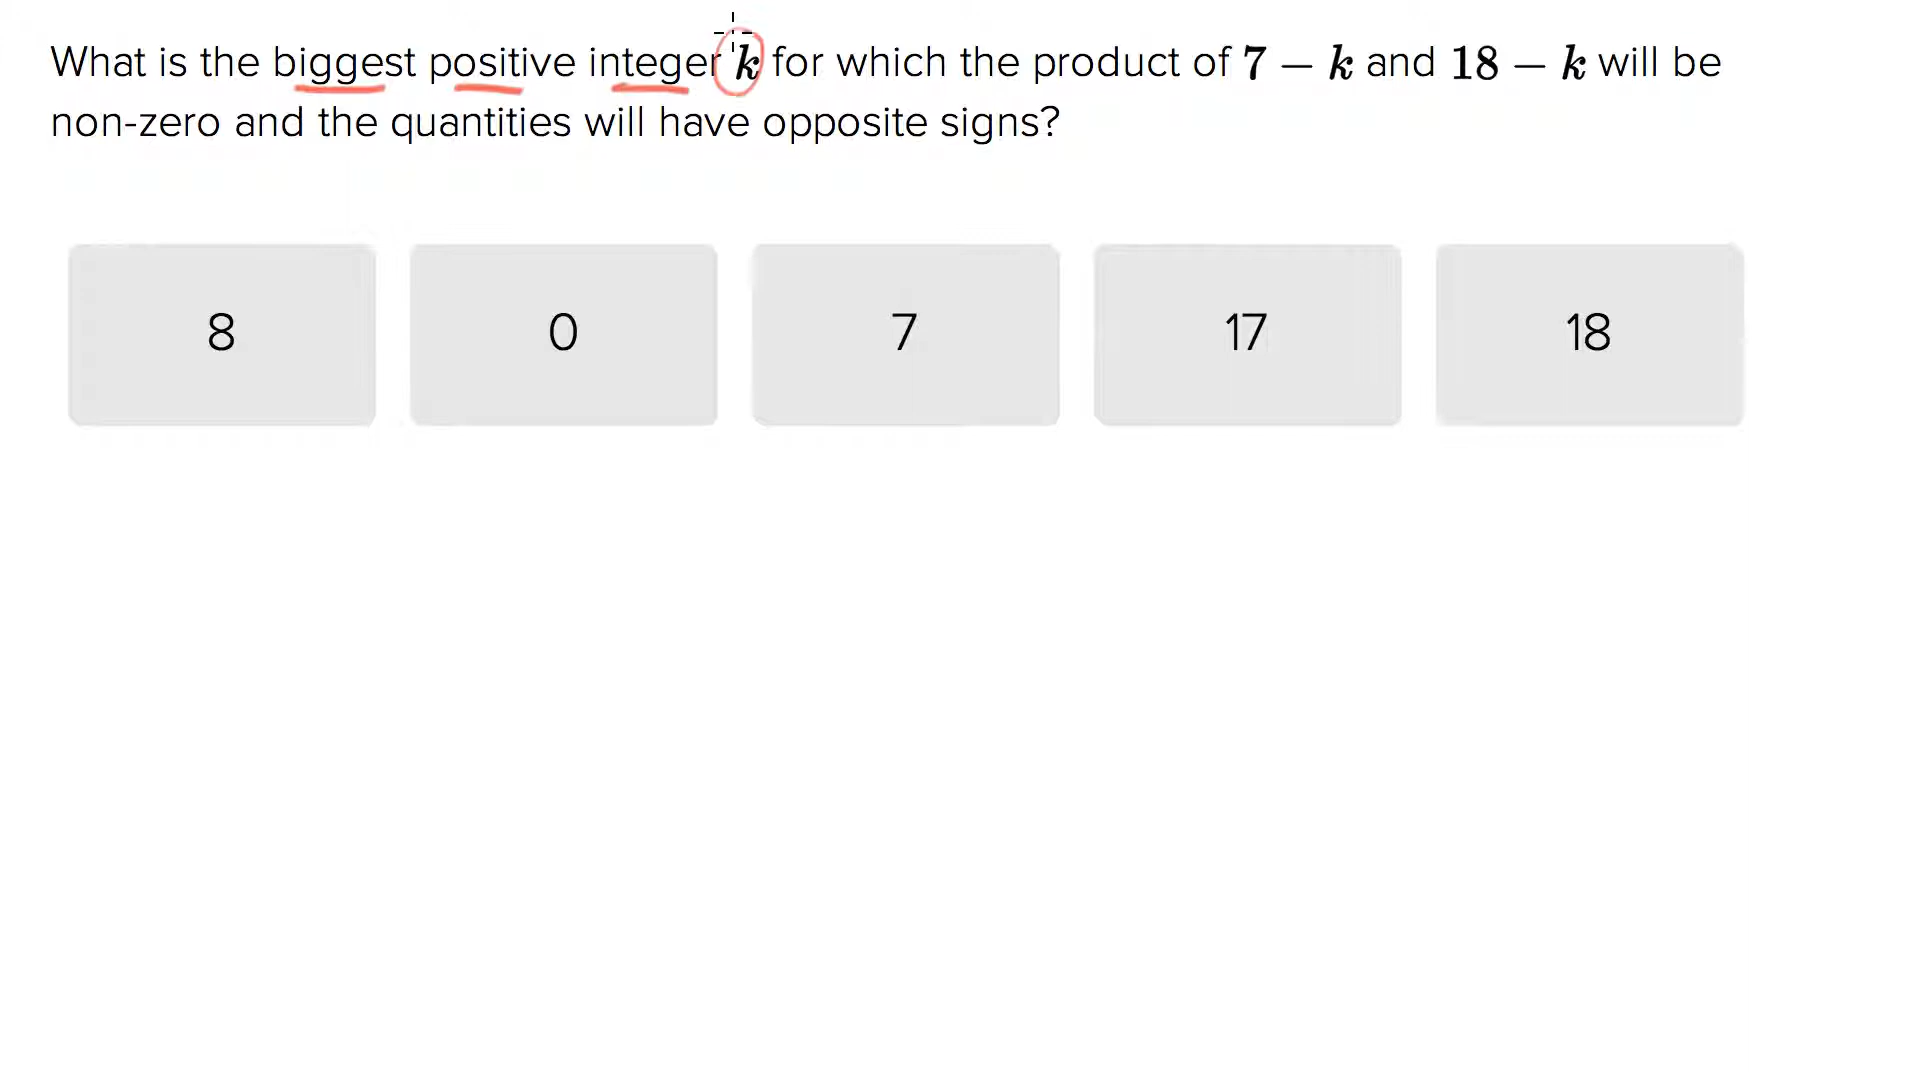 What is the biggest positive integer k for which the product of 7 – k and 18 – k will be
non-zero and the quantities will have opposite signs?
8 0 7 17 18